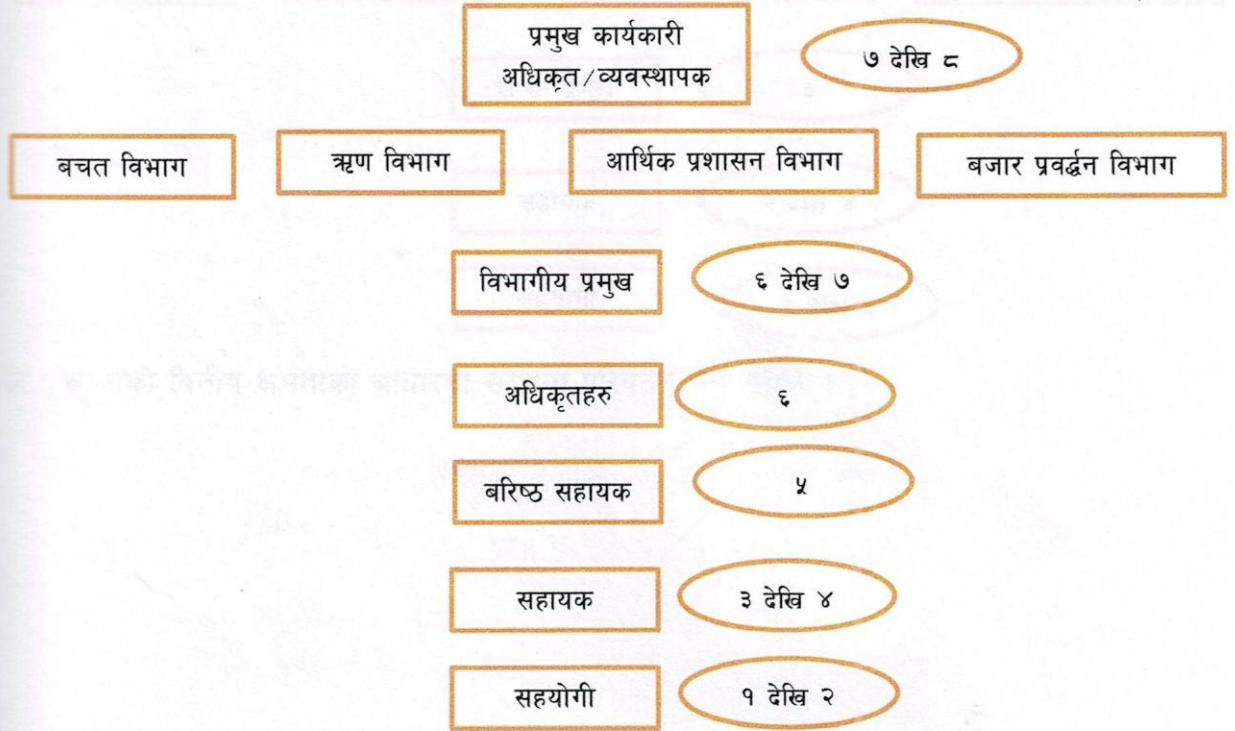 प्रमुख कार्यकारी
अधिकृत/व्यवस्थापक
७ देखि ८
बचत विभाग
ऋण विभाग
आर्थिक प्रशासन विभाग
बजार प्रवर्द्धन विभाग
विभागीय प्रमुख
६ देखि ७
अधिकृतहरु
६
बरिष्ठ सहायक
५
सहायक
३ देखि ४
सहयोगी
१ देखि २